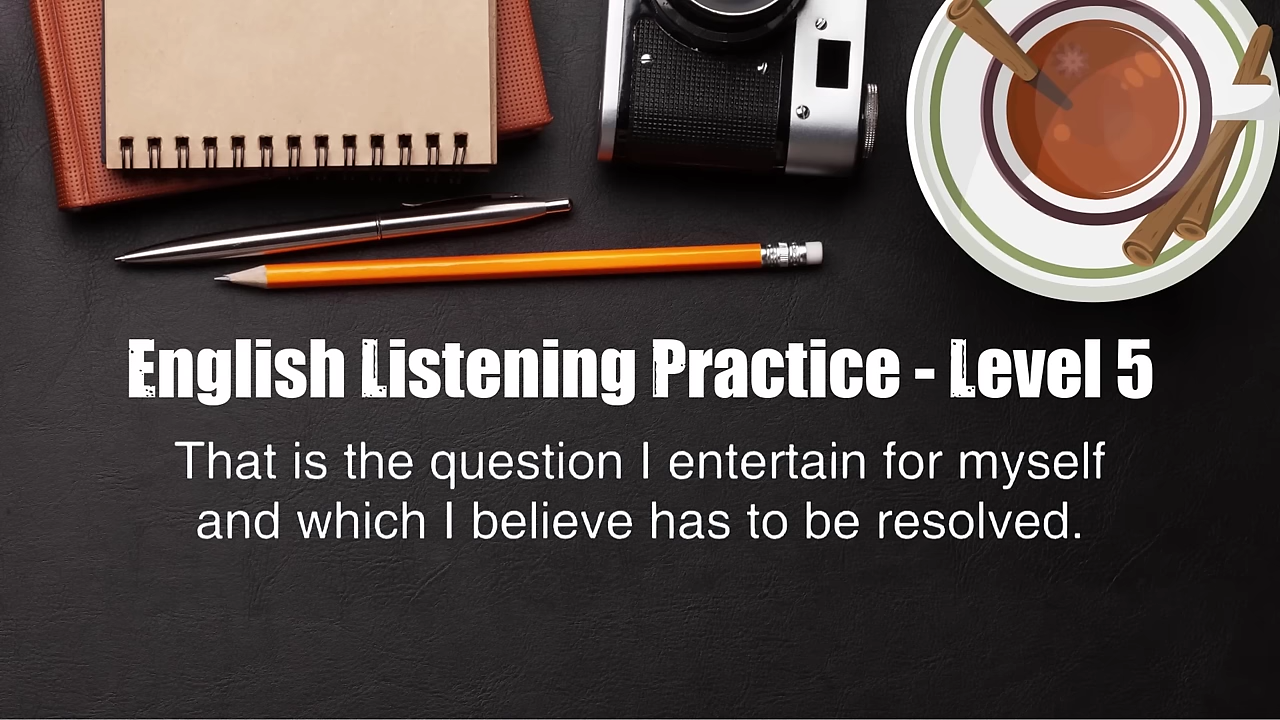 English Listening Practice - Level 5
That is the question I entertain for myself
and which I believe has to be resolved.